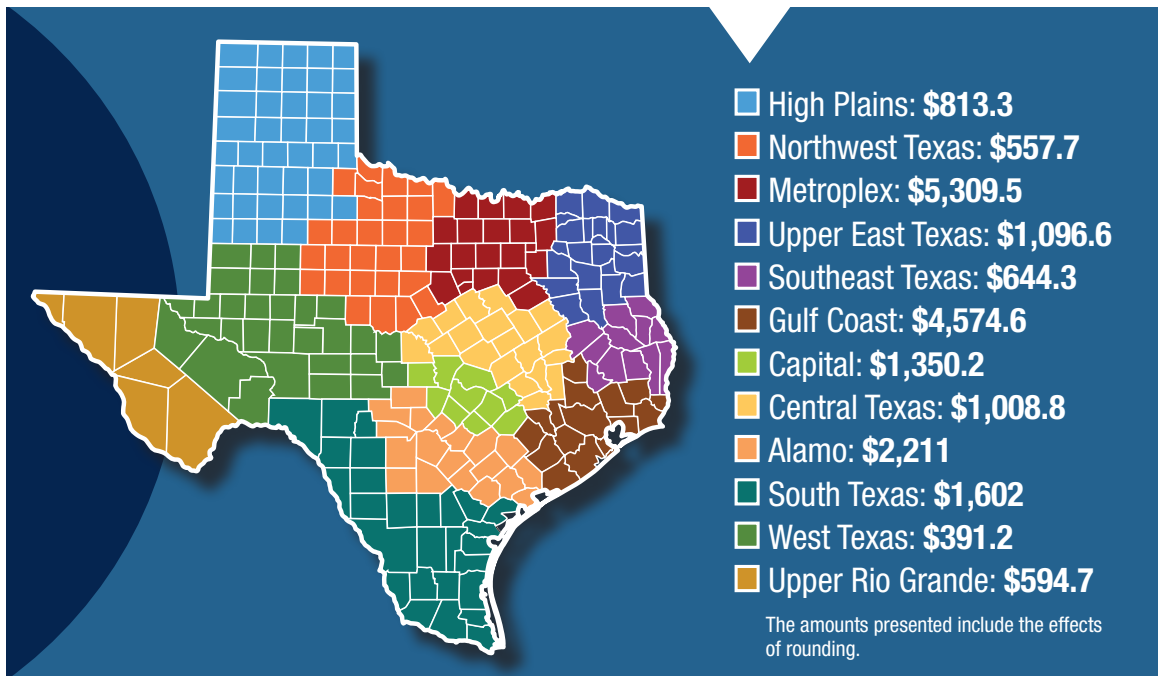 High Plains: $813.3
Northwest Texas: $557.7
Metroplex: $5,309.5
Upper East Texas: $1,096.6
Southeast Texas: $644.3
Gulf Coast: $4,574.6
Capital: $1,350.2
Central Texas: $1,008.8
Alamo: $2,211
South Texas: $1,602
West Texas: $391.2
Upper Rio Grande: $594.7
The amounts presented include the effects
of rounding.